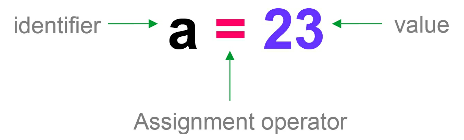 identifier a = 23 value
Assignment operator